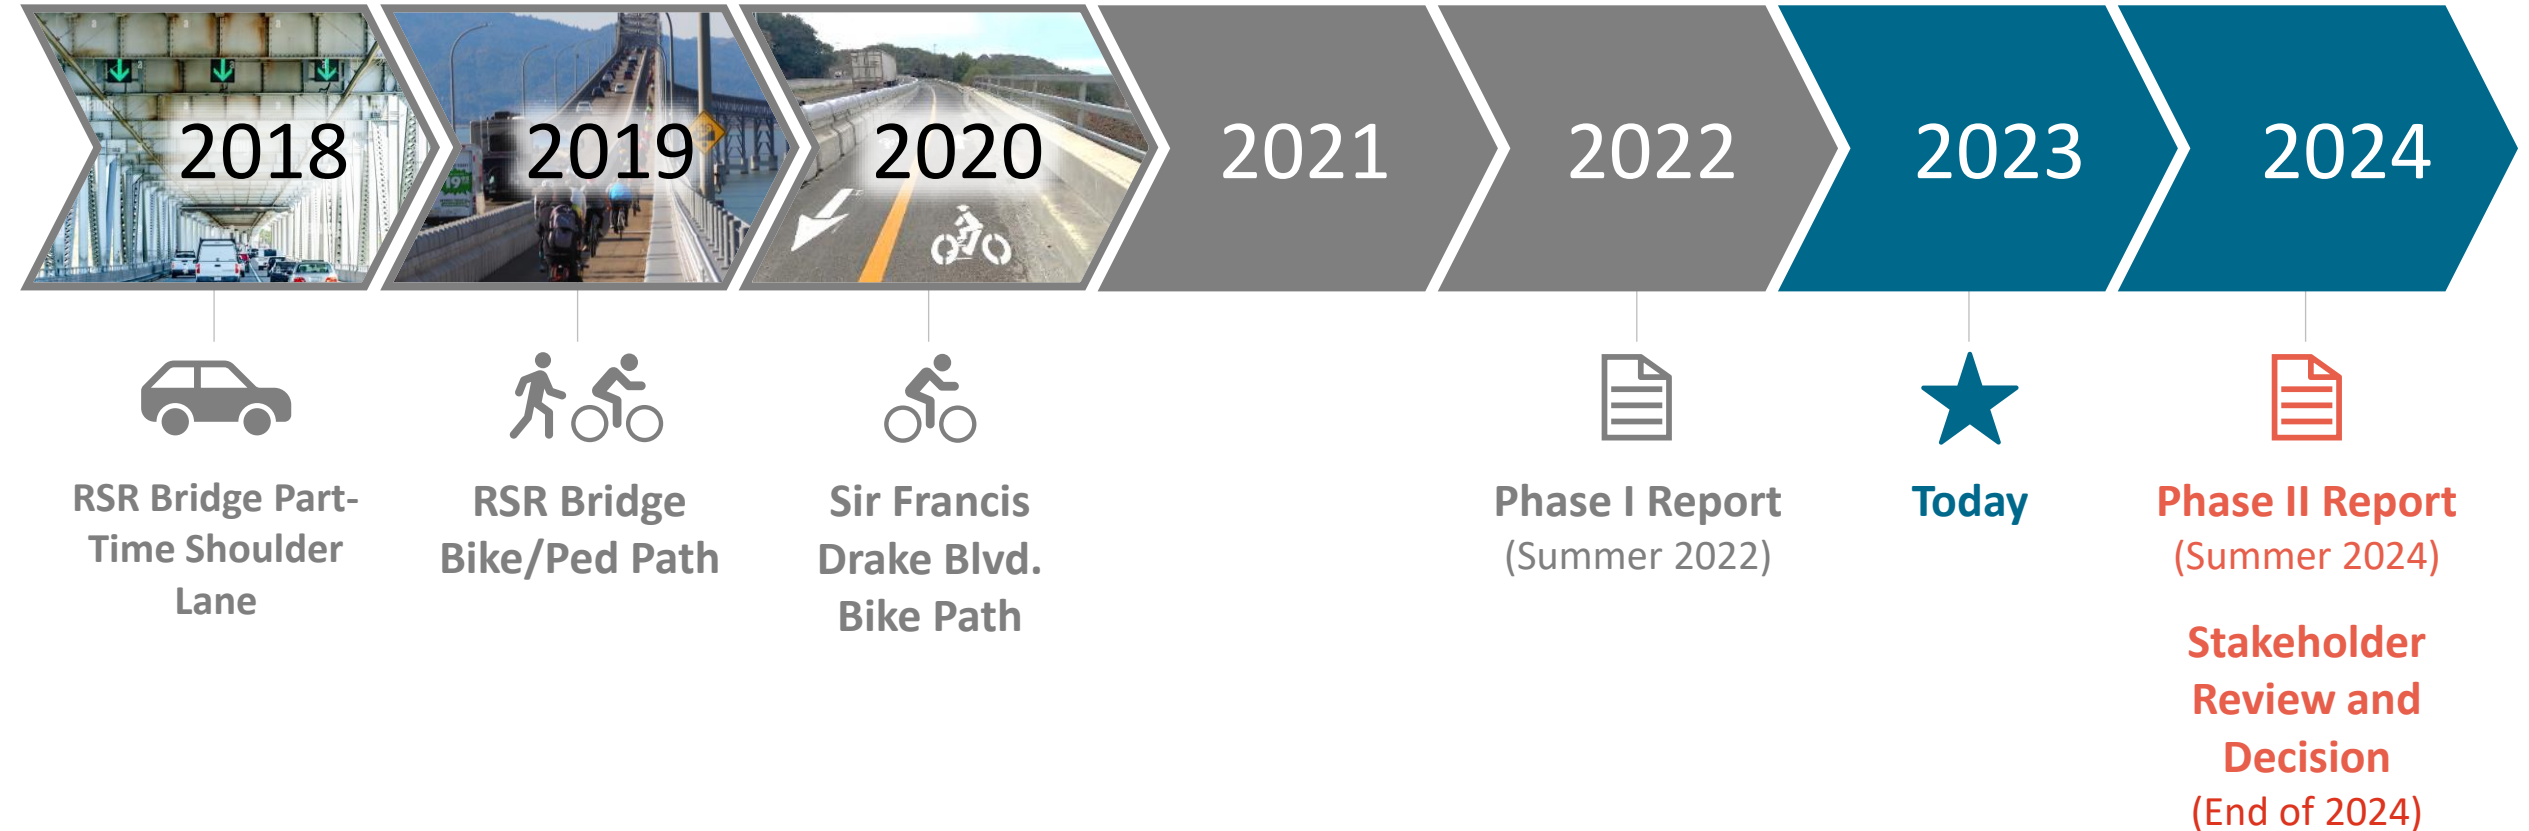 2018
2019
2020
2021
2022
2023
2024
RSR Bridge Part-
Time Shoulder
Lane
RSR Bridge
Bike/Ped Path
Sir Francis
Drake Blvd.
Bike Path
Phase I Report
(Summer 2022)
Today
Phase II Report
(Summer 2024)
Stakeholder
Review and
Decision
(End of 2024)